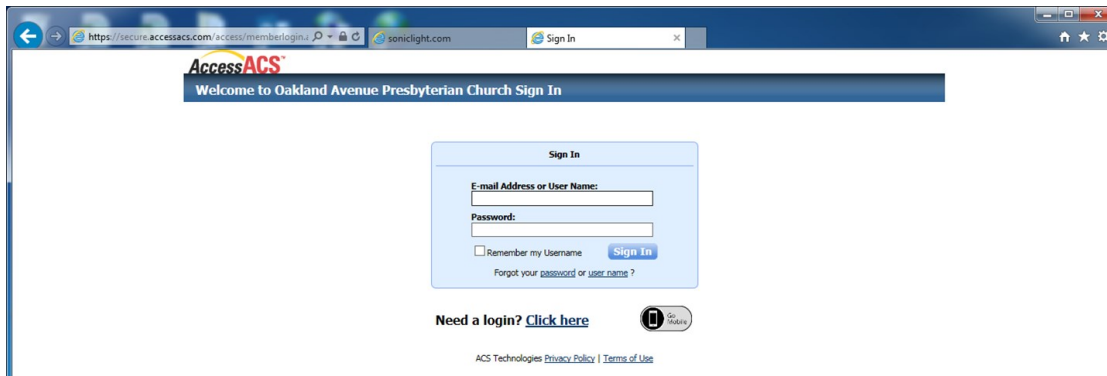 https://secure.accessacs.com/access/memberlogin.
soniclight.com
Sign In
AccessACS™
Welcome to Oakland Avenue Presbyterian Church Sign In
Sign In
E-mail Address or User Name:
Password:
Remember my Username
Sign In
Forgot your password or user name ?
Need a login? Click here
Go
Mobile
ACS Technologies Privacy Policy | Terms of Use